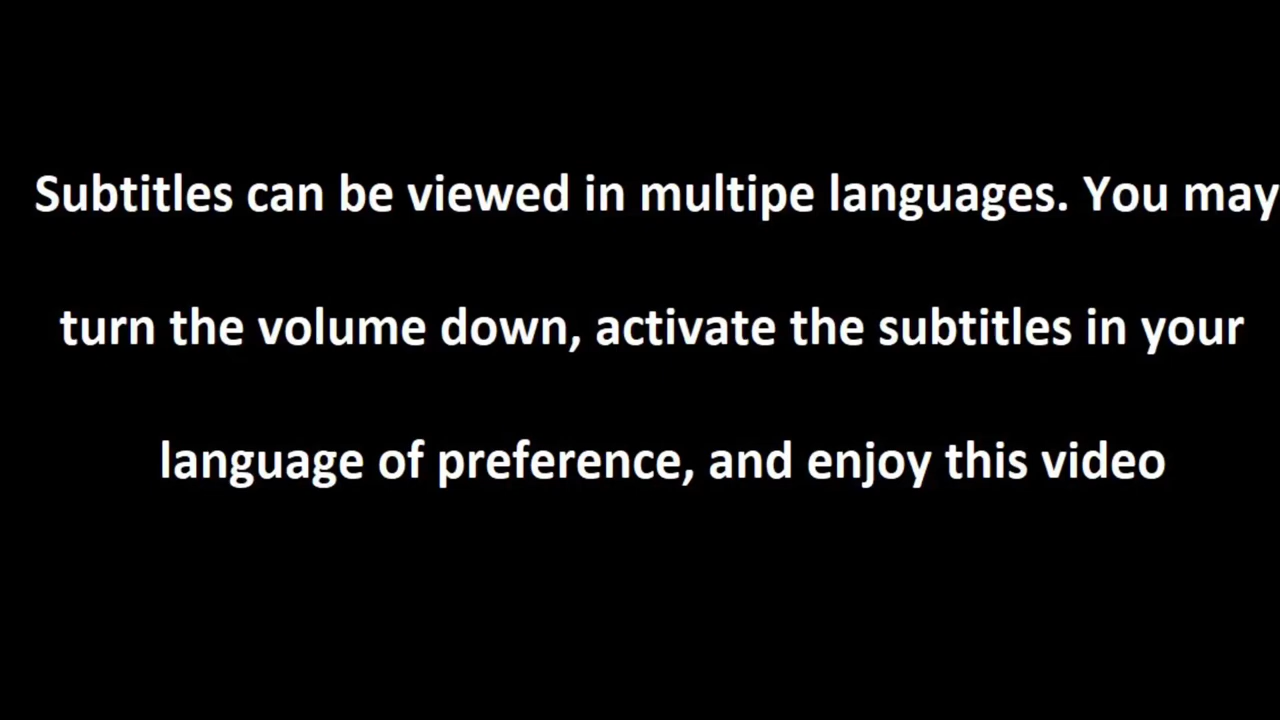 Subtitles can be viewed in multipe languages. You may
turn the volume down, activate the subtitles in your
language of preference, and enjoy this video